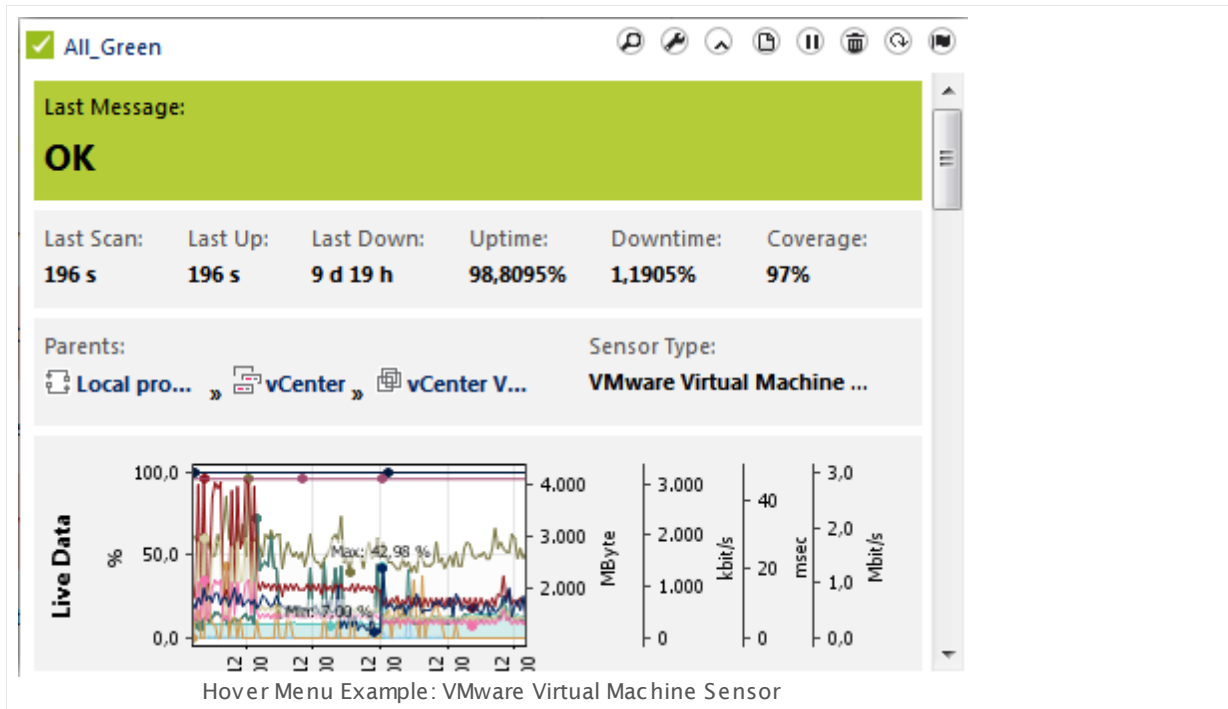 All_Green
Last Message:
OK
Last Scan: Last Up: Last Down: Uptime: Downtime: Coverage:
196 s 196 s 9 d 19 h 98,8095% 1,1905% 97%
Parents: Sensor Type:
Local pro... » vCenter » vCenter V... VMware Virtual Machine ...
Live Data
%
100,0
50,0
0,0
Max: 42,98 %
Min: 7,00 %
4.000
3.000
2.000
MByte
3.000
2.000
1.000
0
kbit/s
40
20
0
msec
3,0
2,0
1,0
0,0
Mbit/s
Hover Menu Example: VMware Virtual Machine Sensor